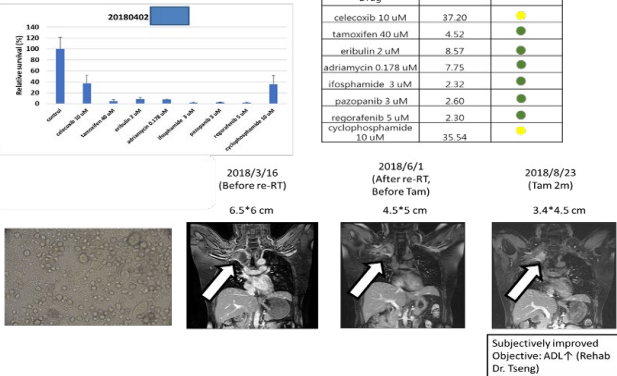 20180402
Relative survival [%]
140
120
100
80
60
40
20
0
control
celecoxib 10 uM
tamoxifen 40 uM
eribulin 2 uM
adriamycin 0.178 uM
ifosphamide 3 uM
pazopanib 3 uM
regorafenib 5 uM
cyclophosphamide 10 uM
Drug
celecoxib 10 uM 37.20
tamoxifen 40 uM 4.52
eribulin 2 uM 8.57
adriamycin 0.178 uM 7.75
ifosphamide 3 uM 2.32
pazopanib 3 uM 2.60
regorafenib 5 uM 2.30
cyclophosphamide
10 uM 35.54
2018/3/16
(Before re-RT)
6.5*6 cm
2018/6/1
(After re-RT,
Before Tam)
4.5*5 cm
2018/8/23
(Tam 2m)
3.4*4.5 cm
Subjectively improved
Objective: ADL↑ (Rehab
Dr. Tseng)